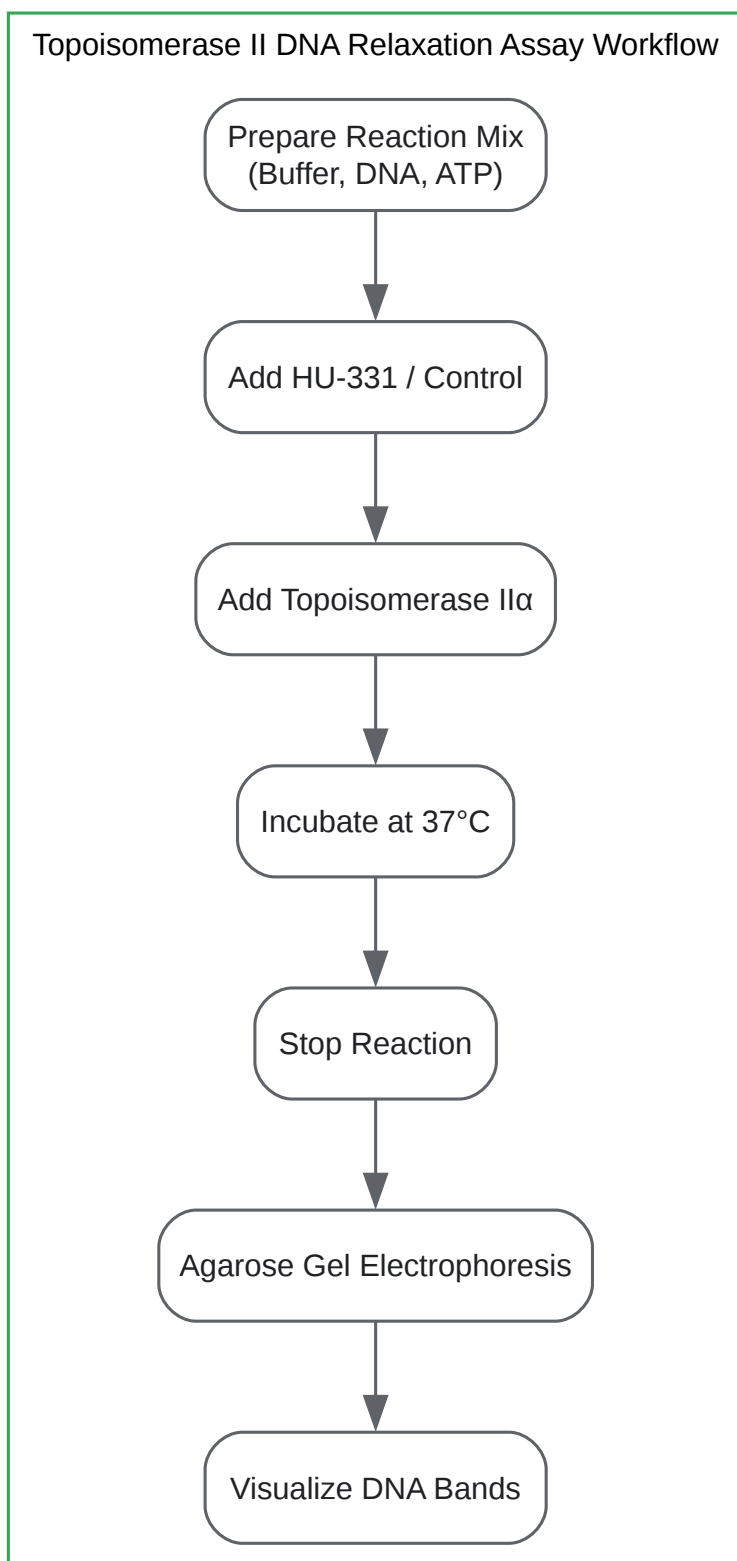 Topoisomerase II DNA Relaxation Assay Workflow
Prepare Reaction Mix
(Buffer, DNA, ATP)
Add HU-331 / Control
Add Topoisomerase IIα
Incubate at 37°C
Stop Reaction
Agarose Gel Electrophoresis
Visualize DNA Bands